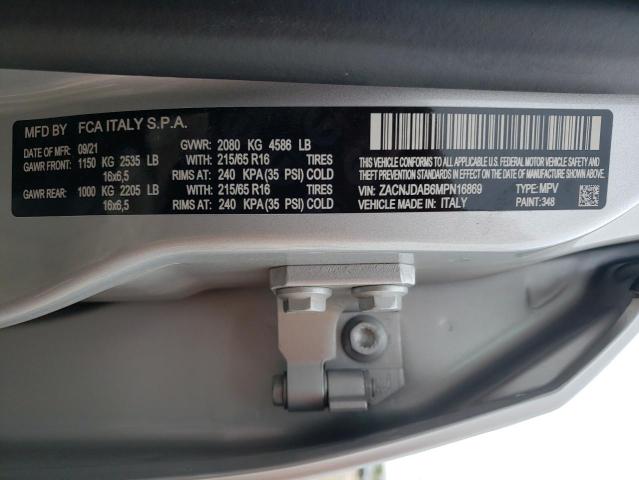 MFD BY FCA ITALY S.P.A.
DATE OF MFR: 09/21 GVWR: 2080 KG 4586 LB
GAWR FRONT: 1150 KG 2535 LB WITH: 215/65 R16 TIRES
16x6,5 RIMS AT: 240 KPA(35 PSI) COLD
GAWR REAR: 1000 KG 2205 LB WITH: 215/65 R16 TIRES
16x6,5 RIMS AT: 240 KPA(35 PSI) COLD
THIS VEHICLE CONFORMS TO ALL APPLICABLE U.S.A.
FEDERAL MOTOR VEHICLE SAFETY, BUMPER, AND THEFT PREVENTION
STANDARDS IN EFFECT ON THE DATE OF MANUFACTURE SHOWN ABOVE.
VIN: ZACNJDAB6MPN16869 TYPE: MPV
VEHICLE MADE IN: ITALY PAINT: 348